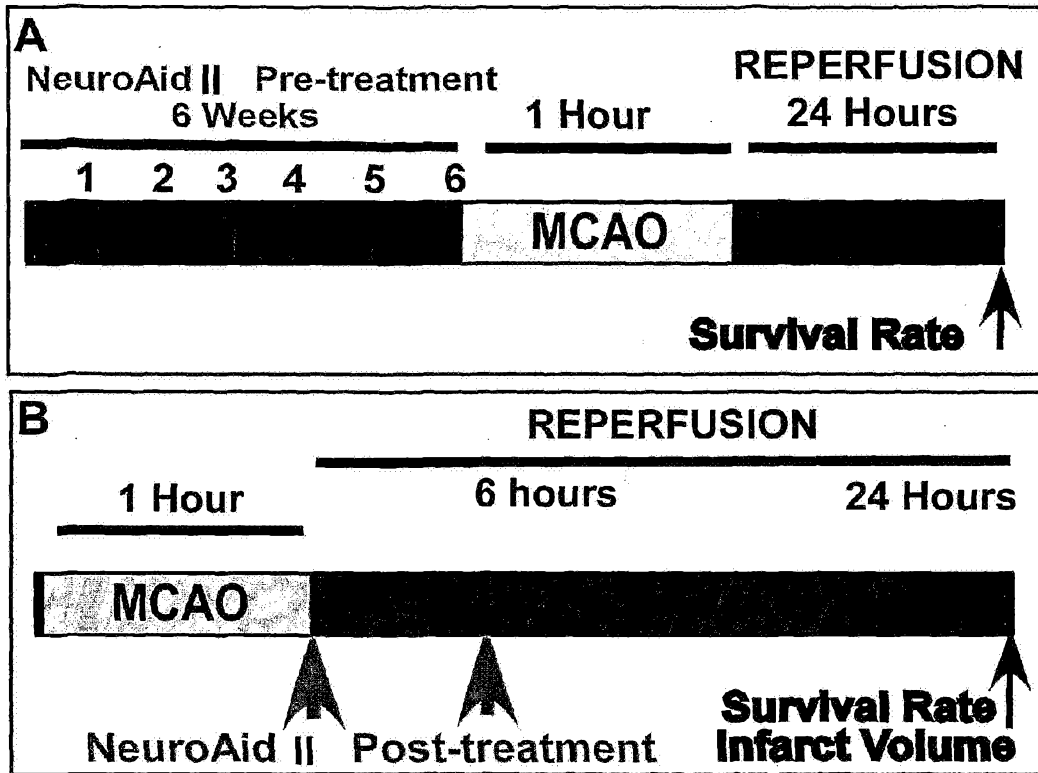 A
NeuroAid II Pre-treatment
6 Weeks
1 Hour
REPERFUSION
24 Hours
1 2 3 4 5 6
MCAO
Survival Rate
B
REPERFUSION
1 Hour
6 hours
24 Hours
MCAO
NeuroAid II Post-treatment
Survival Rate
Infarct Volume